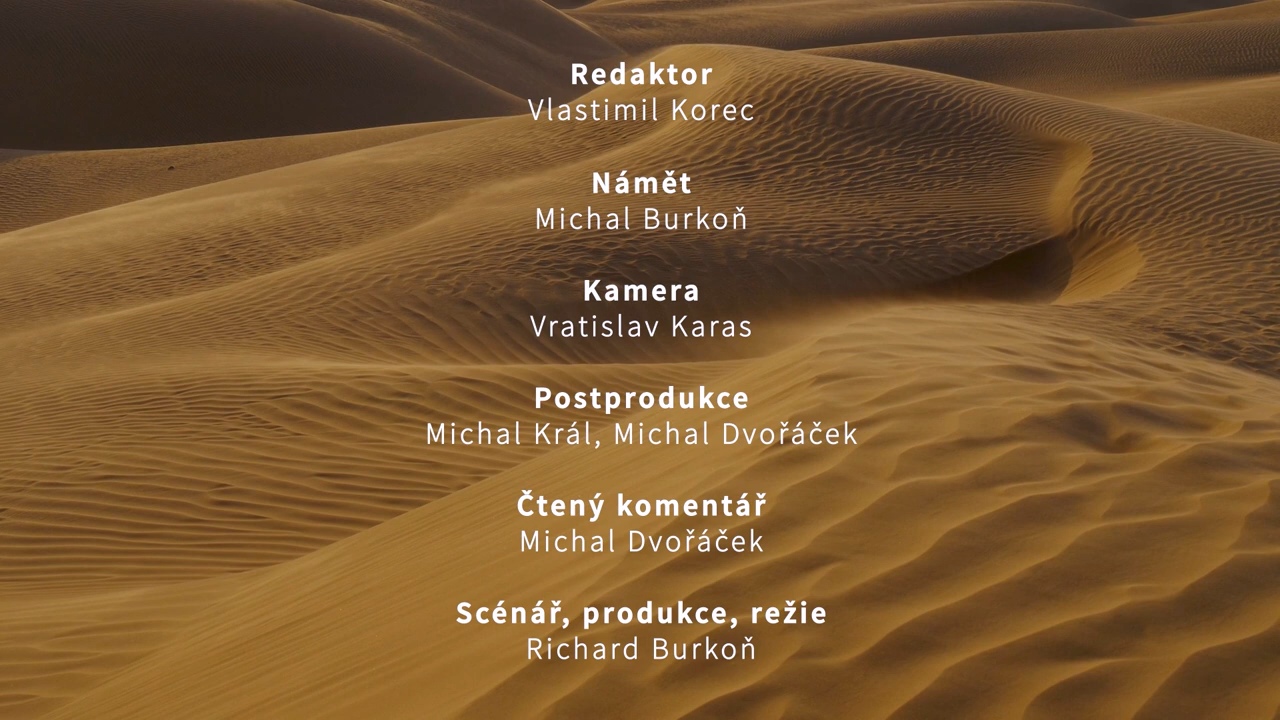 Redaktor
Vlastimil Korec
Námět
Michal Burkoň
Kamera
Vratislav Karas
Postprodukce
Michal Král, Michal Dvořáček
Čtený komentář
Michal Dvořáček
Scénář, produkce, režie
Richard Burkoň